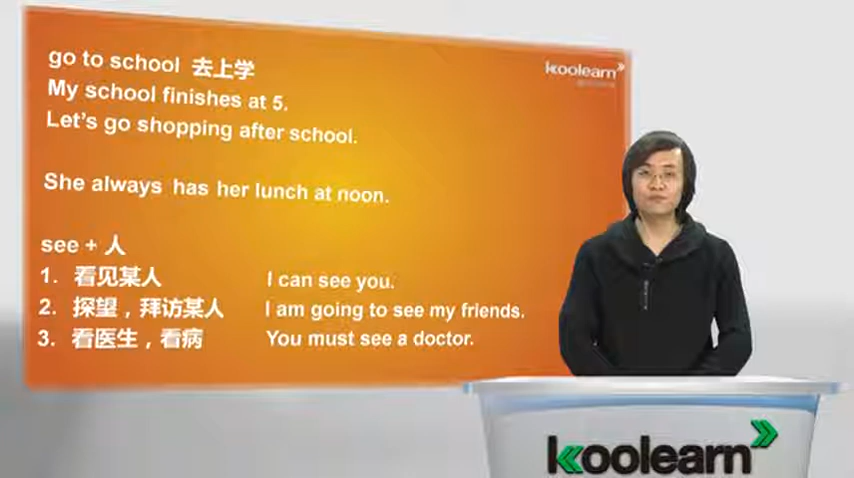 go to school 去上学
My school finishes at 5.
Let's go shopping after school.
She always has her lunch at noon.
see + 人
1. 看见某人 I can see you.
2. 探望，拜访某人 I am going to see my friends.
3. 看医生，看病 You must see a doctor.
koolearn
koolearn